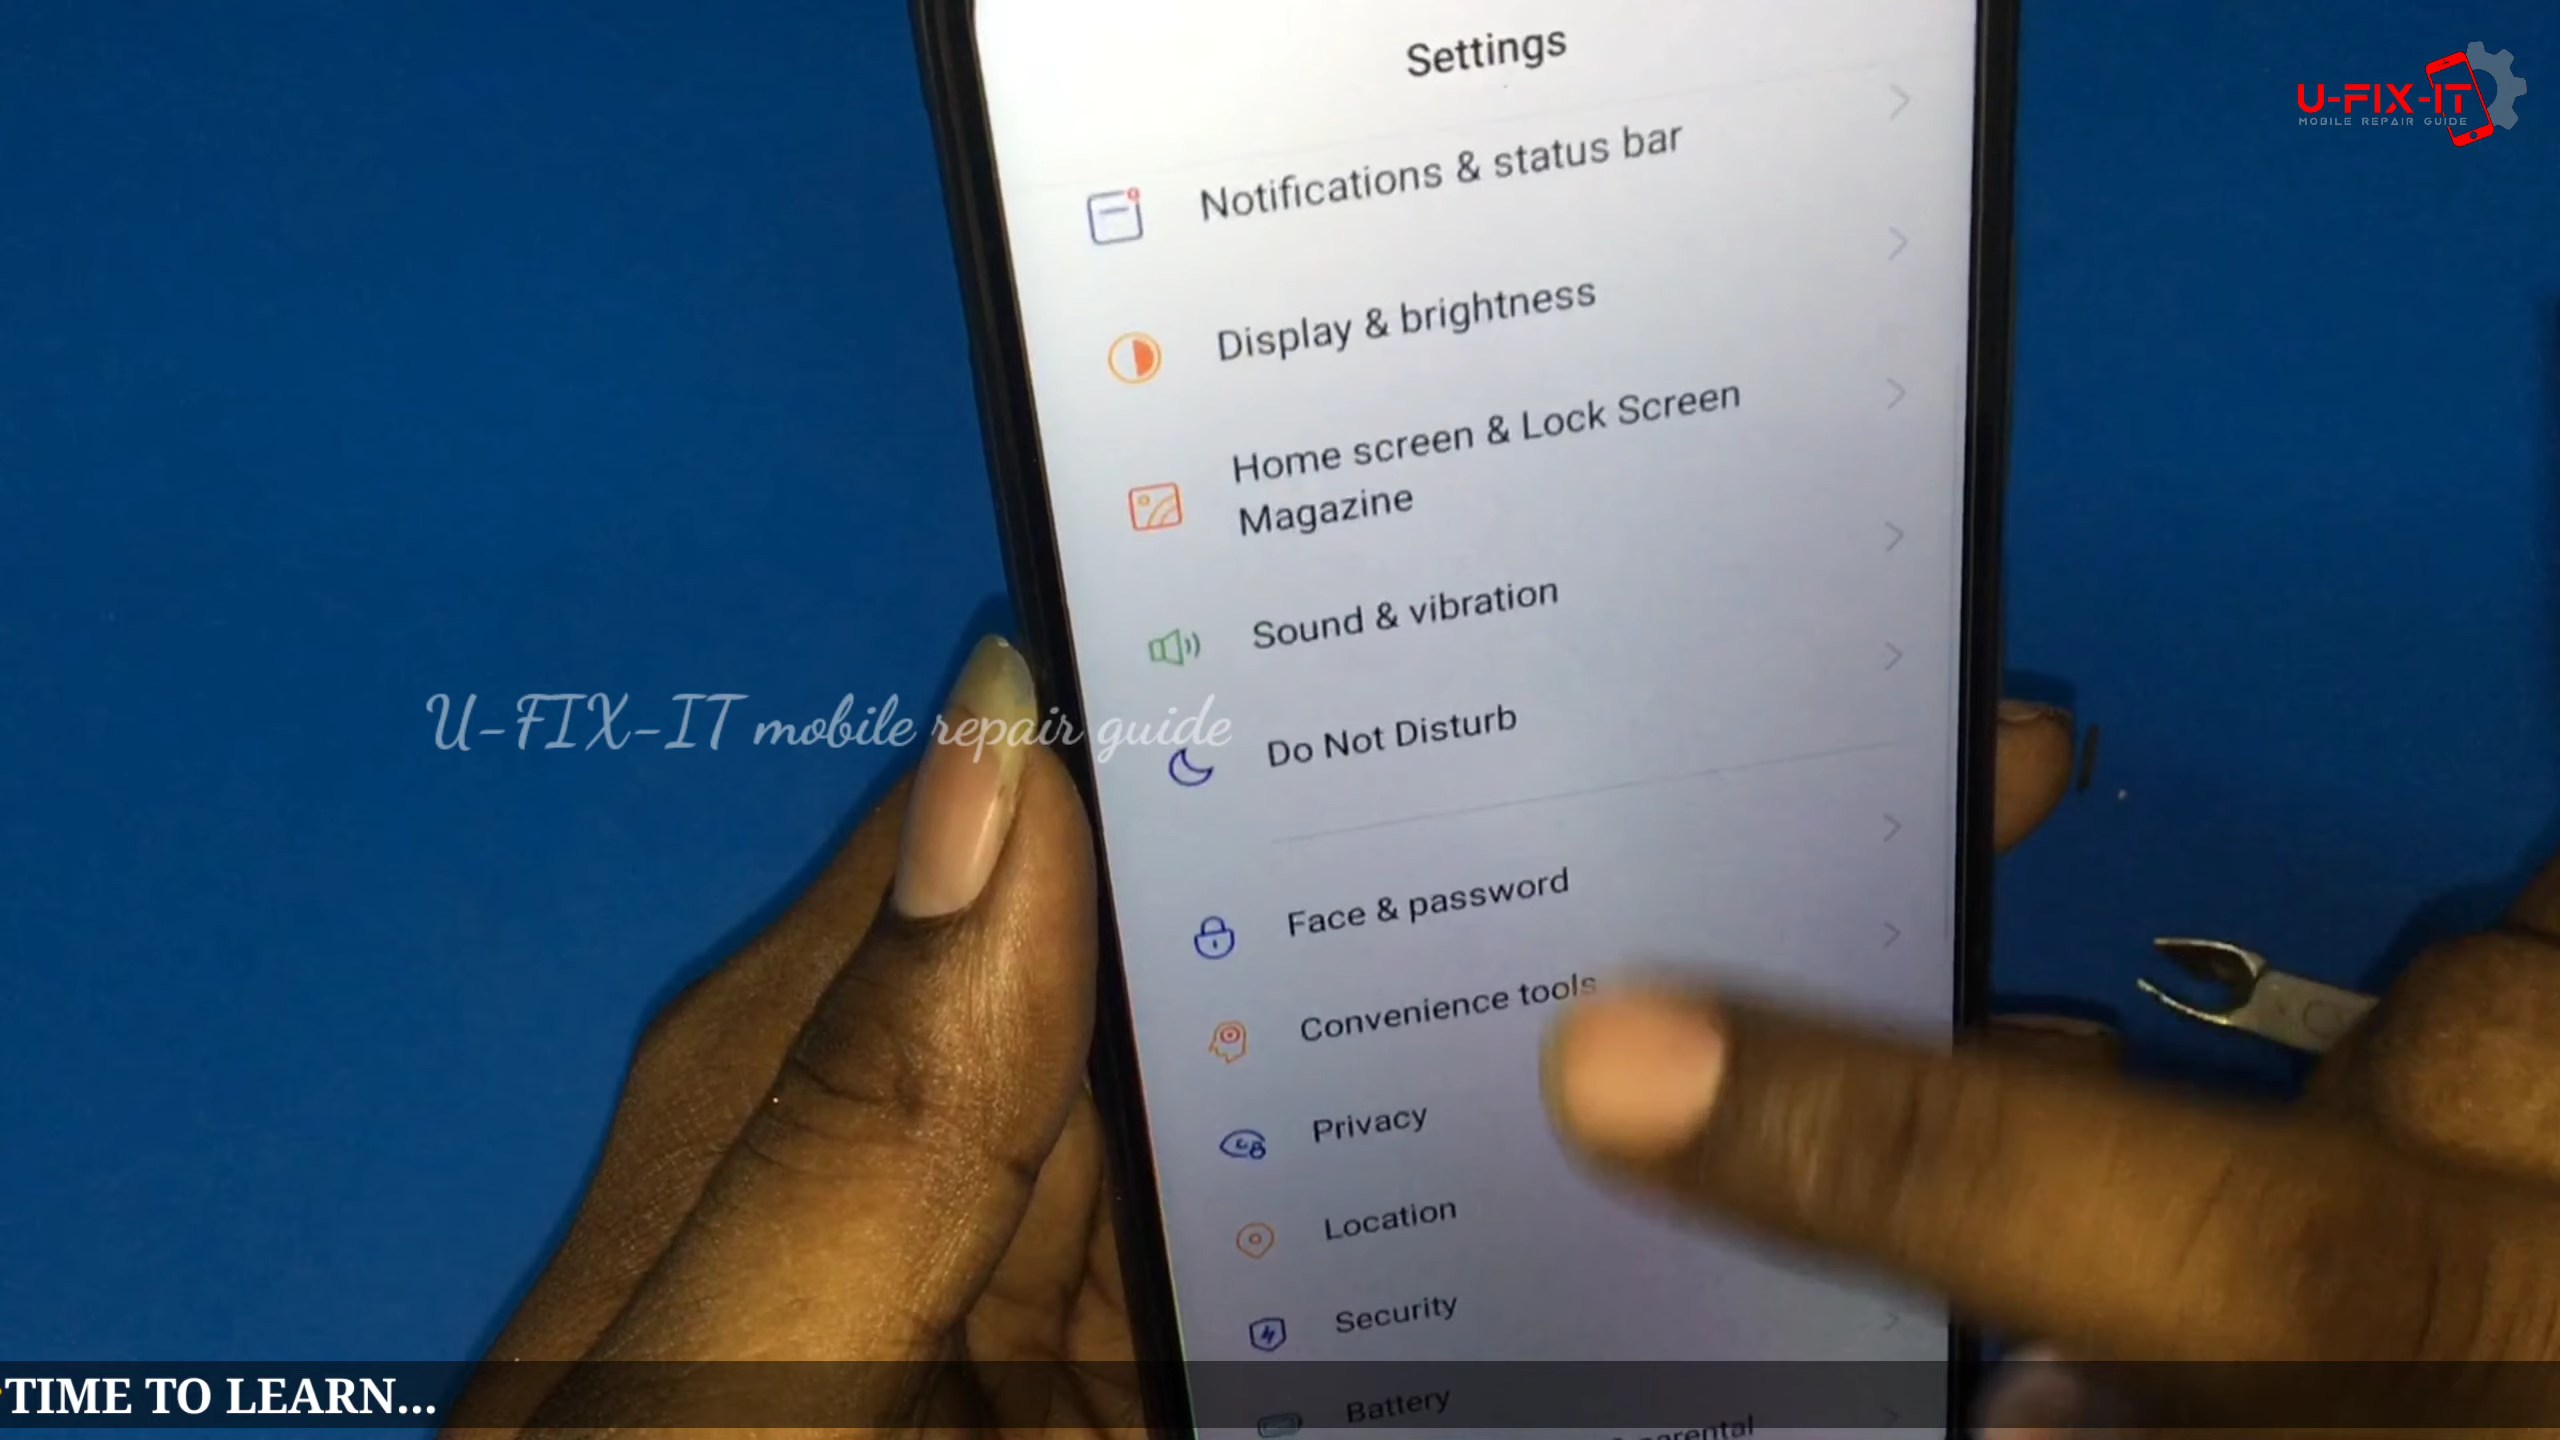 Settings
U-FIX-IT
MOBILE REPAIR GUIDE
Notifications & status bar
Display & brightness
Home screen & Lock Screen
Magazine
Sound & vibration
U-FIX-IT mobile repair guide
Do Not Disturb
Face & password
Convenience tools
Privacy
Location
Security
TIME TO LEARN...
Battery